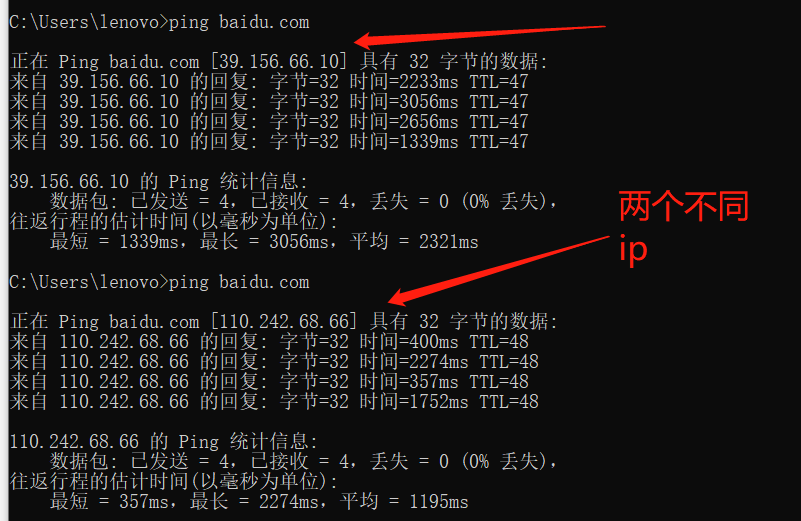 C:\Users\lenovo>ping baidu.com
正在 Ping baidu.com [39.156.66.10] 具有 32 字节的数据:
来自 39.156.66.10 的回复: 字节=32 时间=2233ms TTL=47
来自 39.156.66.10 的回复: 字节=32 时间=3056ms TTL=47
来自 39.156.66.10 的回复: 字节=32 时间=2656ms TTL=47
来自 39.156.66.10 的回复: 字节=32 时间=1339ms TTL=47
39.156.66.10 的 Ping 统计信息:
数据包: 已发送 = 4，已接收 = 4，丢失 = 0 (0% 丢失)，
往返行程的估计时间(以毫秒为单位):
最短 = 1339ms，最长 = 3056ms，平均 = 2321ms
两个不同
ip
C:\Users\lenovo>ping baidu.com
正在 Ping baidu.com [110.242.68.66] 具有 32 字节的数据:
来自 110.242.68.66 的回复: 字节=32 时间=400ms TTL=48
来自 110.242.68.66 的回复: 字节=32 时间=2274ms TTL=48
来自 110.242.68.66 的回复: 字节=32 时间=357ms TTL=48
来自 110.242.68.66 的回复: 字节=32 时间=1752ms TTL=48
110.242.68.66 的 Ping 统计信息:
数据包: 已发送 = 4，已接收 = 4，丢失 = 0 (0% 丢失)，
往返行程的估计时间(以毫秒为单位):
最短 = 357ms，最长 = 2274ms，平均 = 1195ms